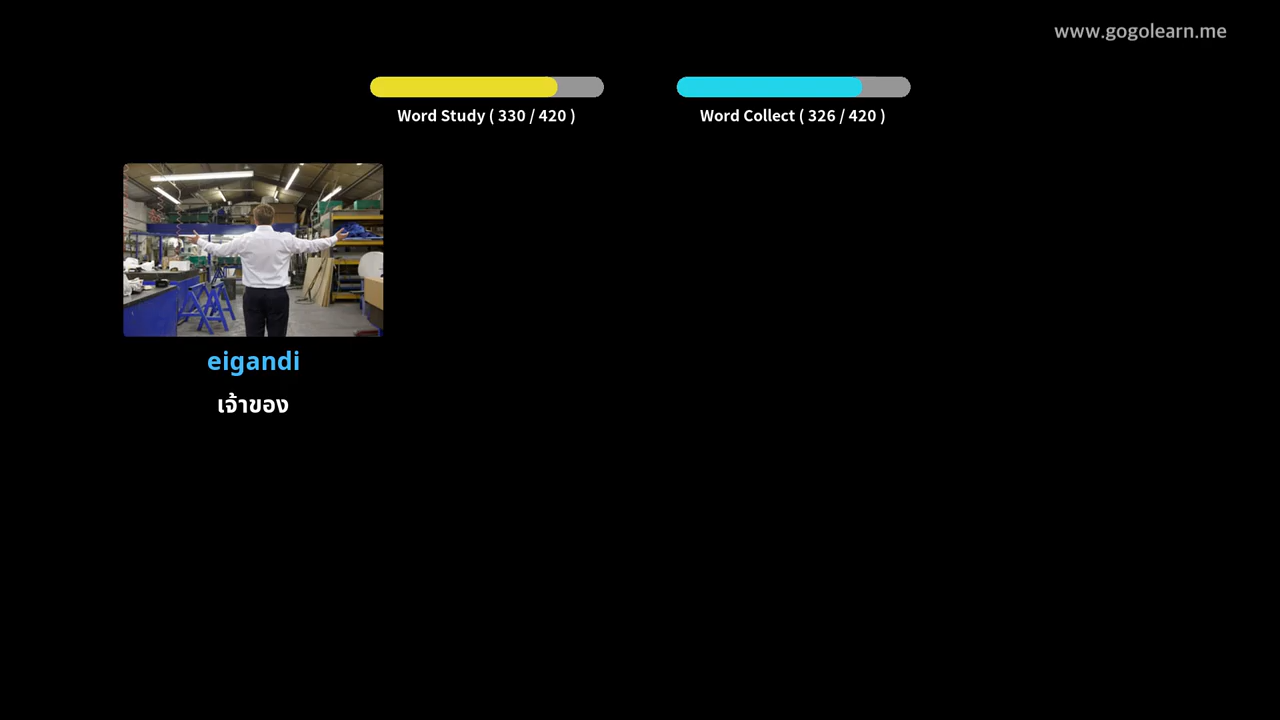 www.gogolearn.me
Word Study ( 330 / 420 )
Word Collect ( 326 / 420 )
eigandi
เจ้าของ